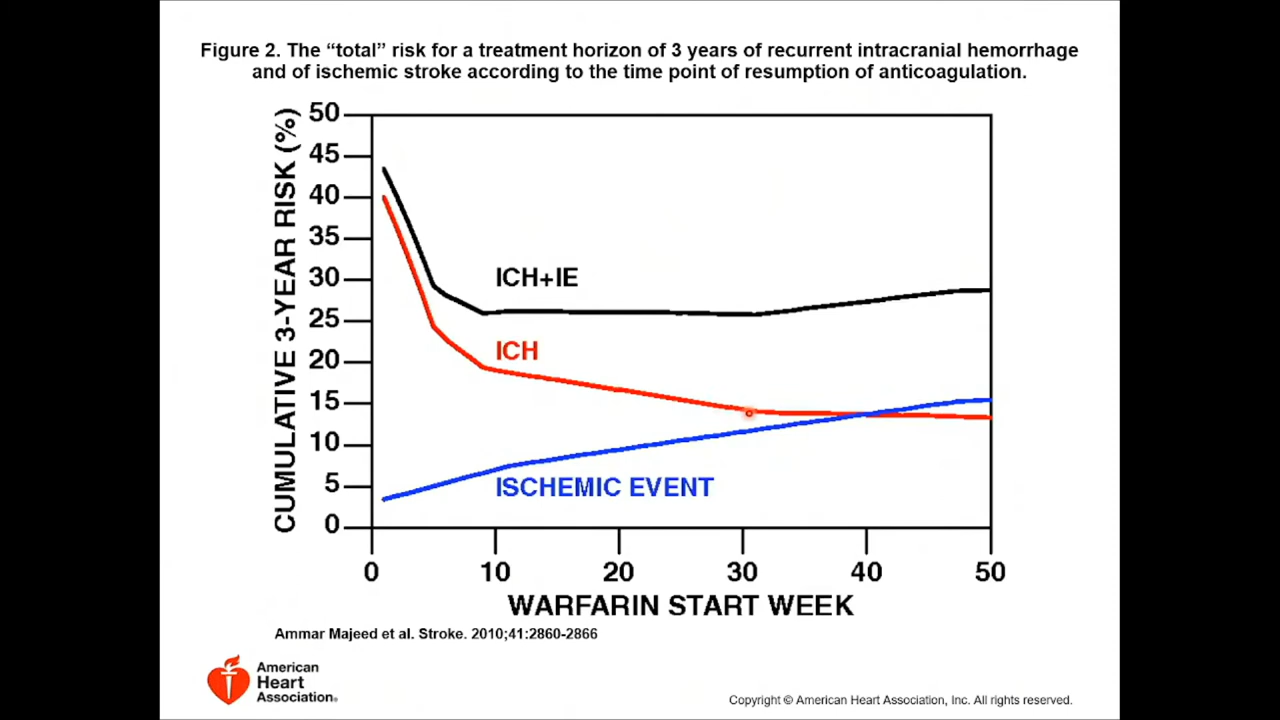 Figure 2. The “total” risk for a treatment horizon of 3 years of recurrent intracranial hemorrhage
and of ischemic stroke according to the time point of resumption of anticoagulation.
CUMULATIVE 3-YEAR RISK (%)
50
45
40
35
30
25
20
15
10
5
0
ICH+IE
ICH
ISCHEMIC EVENT
0 10 20 30 40 50
WARFARIN START WEEK
Ammar Majeed et al. Stroke. 2010;41:2860-2866
American
Heart
Association®
Copyright © American Heart Association, Inc. All rights reserved.